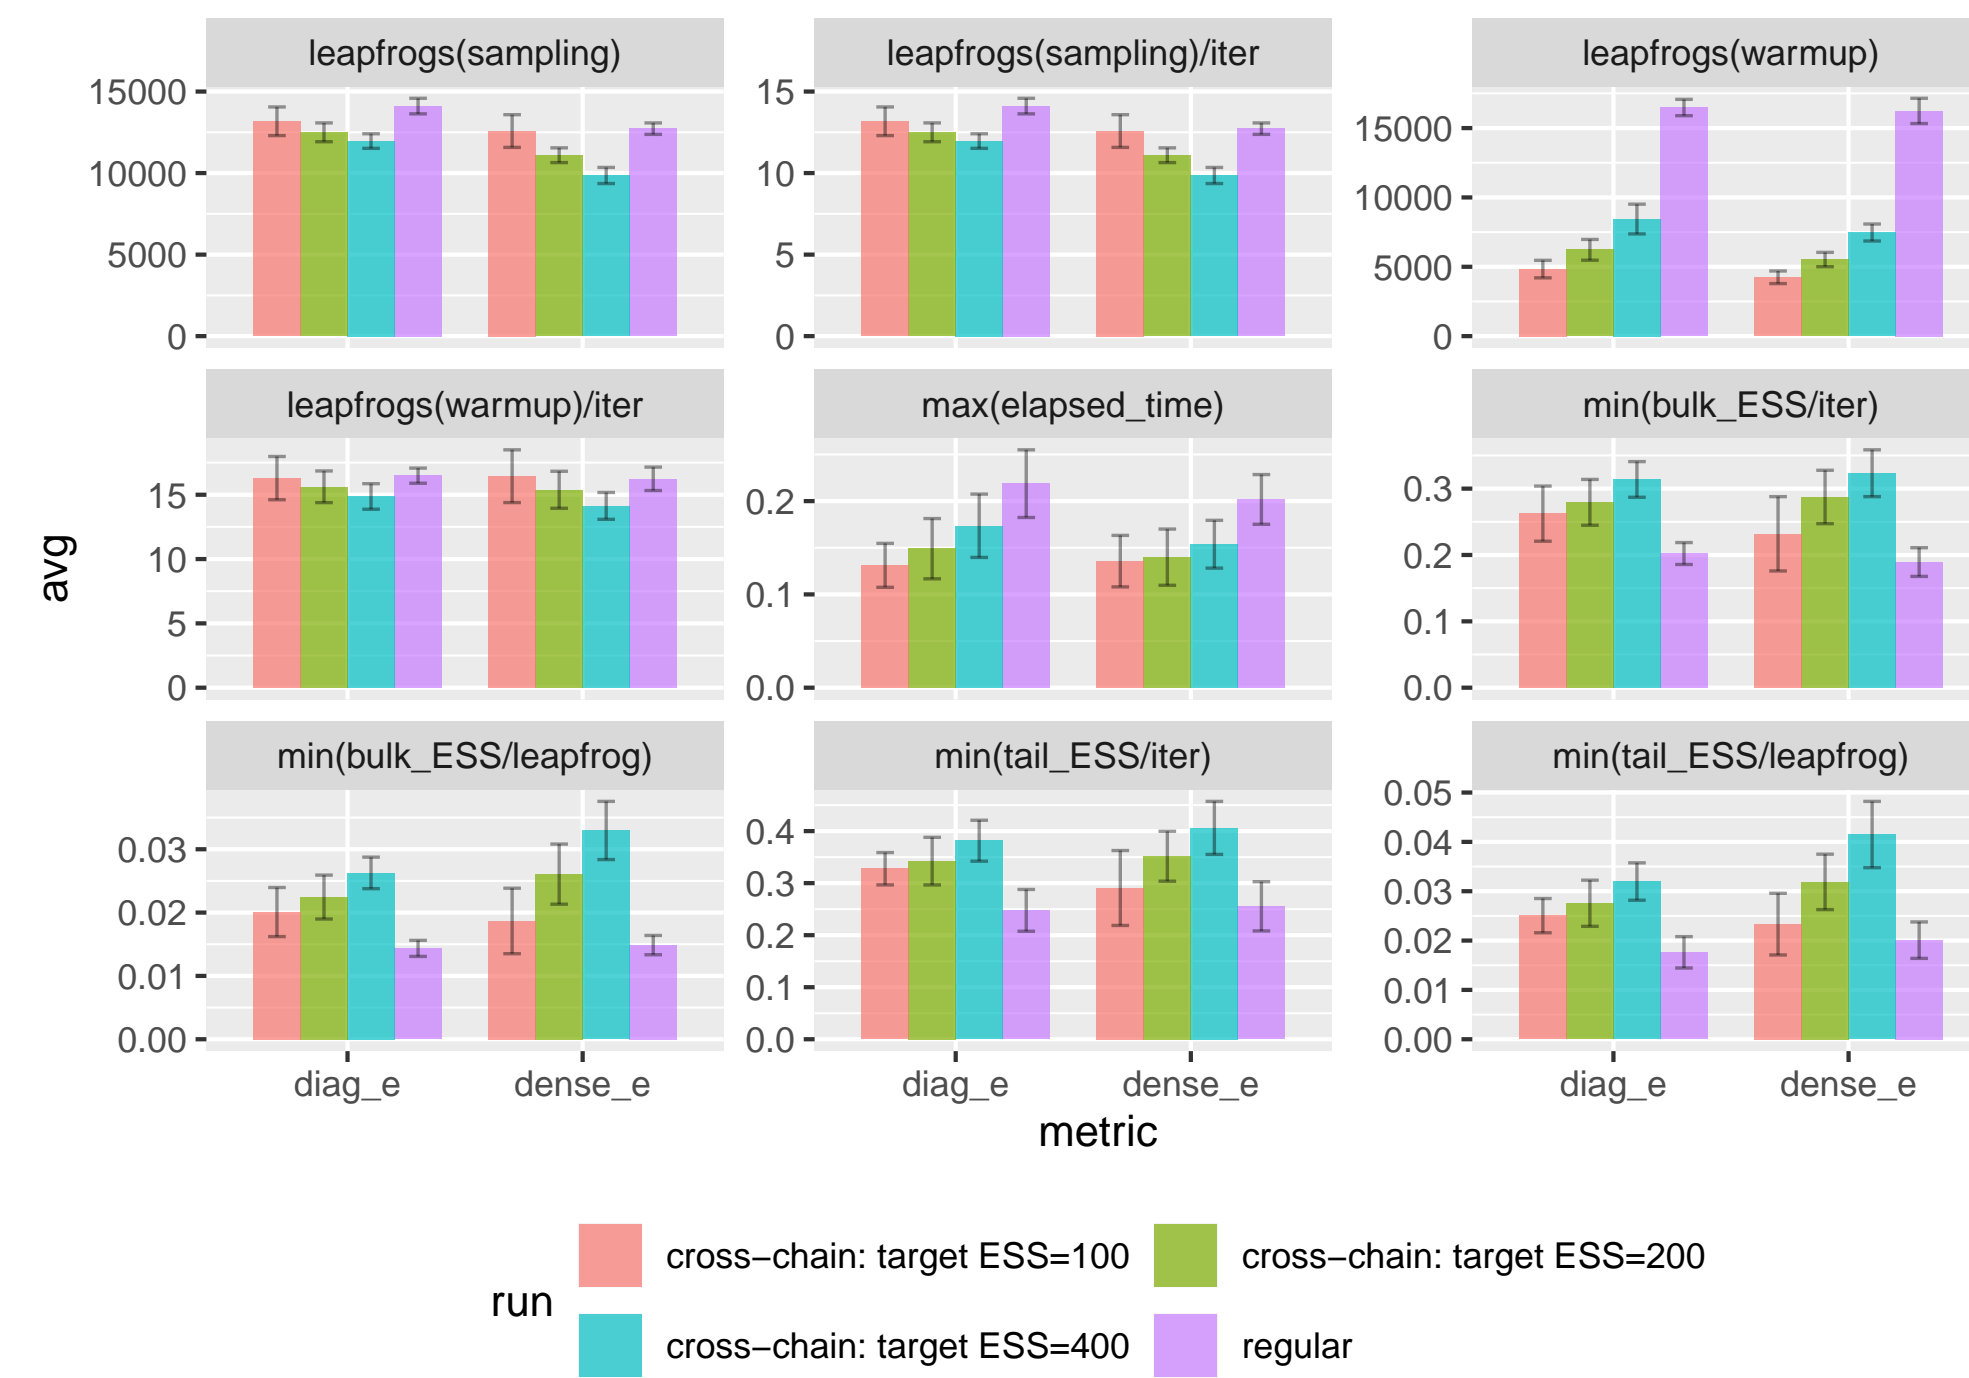 leapfrogs(sampling)
leapfrogs(sampling)/iter
leapfrogs(warmup)
15000
10000
5000
0
15
10
5
0
15000
10000
5000
0
leapfrogs(warmup)/iter
max(elapsed_time)
min(bulk_ESS/iter)
15
10
5
0
0.2
0.1
0.0
0.3
0.2
0.1
0.0
avg
min(bulk_ESS/leapfrog)
min(tail_ESS/iter)
min(tail_ESS/leapfrog)
0.03
0.02
0.01
0.00
0.4
0.3
0.2
0.1
0.0
0.05
0.04
0.03
0.02
0.01
0.00
diag_e
dense_e
diag_e
dense_e
diag_e
dense_e
metric
run
cross−chain: target ESS=100
cross−chain: target ESS=200
cross−chain: target ESS=400
regular